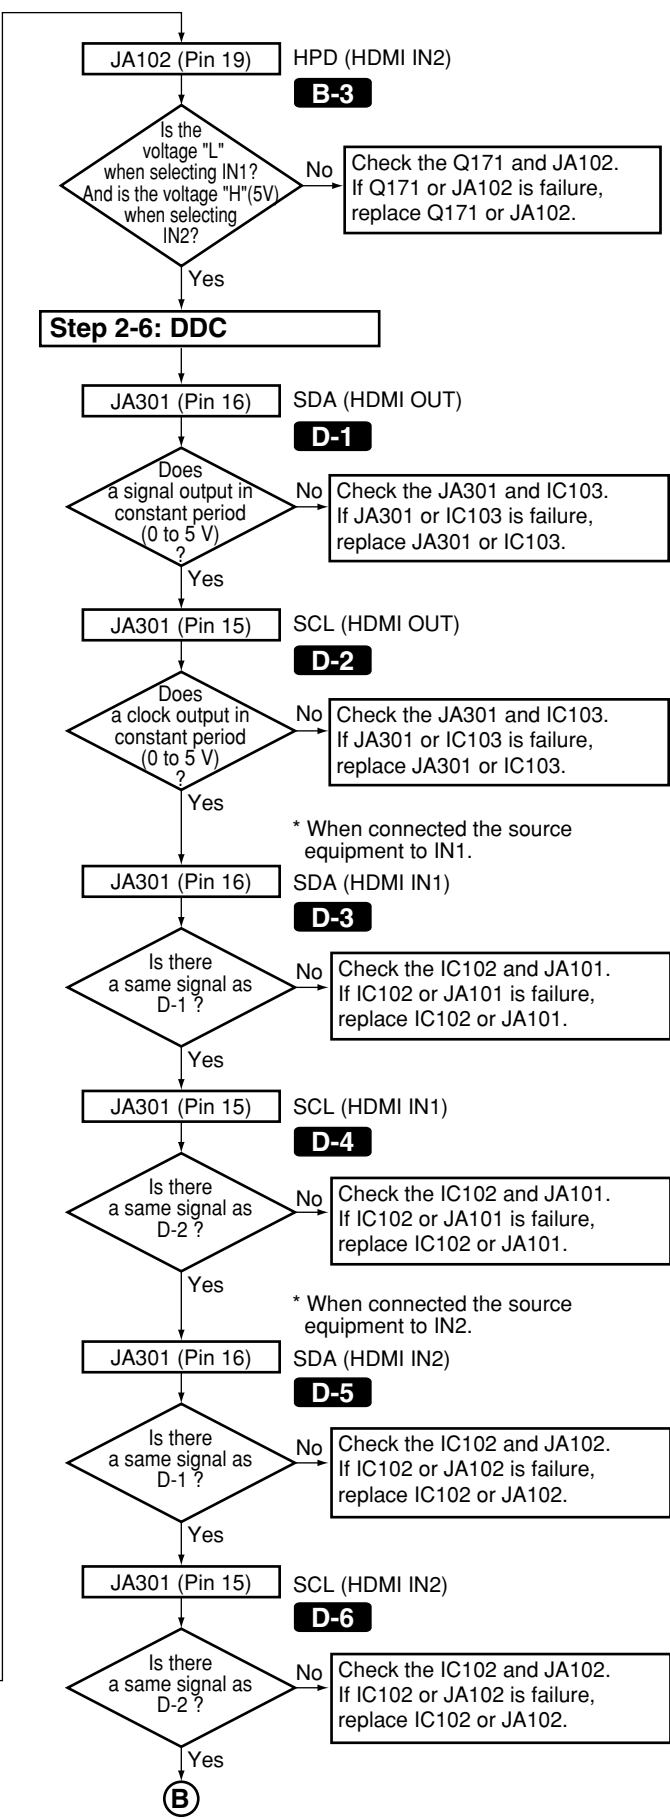 JA102 (Pin 19)
HPD (HDMI IN2)
B-3
Is the
voltage "L"
when selecting IN1?
And is the voltage "H"(5V)
when selecting
IN2?
No
Check the Q171 and JA102.
If Q171 or JA102 is failure,
replace Q171 or JA102.
Yes
Step 2-6: DDC
JA301 (Pin 16)
SDA (HDMI OUT)
D-1
Does
a signal output in
constant period
(0 to 5 V)
?
No
Check the JA301 and IC103.
If JA301 or IC103 is failure,
replace JA301 or IC103.
Yes
JA301 (Pin 15)
SCL (HDMI OUT)
D-2
Does
a clock output in
constant period
(0 to 5 V)
?
No
Check the JA301 and IC103.
If JA301 or IC103 is failure,
replace JA301 or IC103.
Yes
* When connected the source
equipment to IN1.
JA301 (Pin 16)
SDA (HDMI IN1)
D-3
Is there
a same signal as
D-1 ?
No
Check the IC102 and JA101.
If IC102 or JA101 is failure,
replace IC102 or JA101.
Yes
JA301 (Pin 15)
SCL (HDMI IN1)
D-4
Is there
a same signal as
D-2 ?
No
Check the IC102 and JA101.
If IC102 or JA101 is failure,
replace IC102 or JA101.
Yes
* When connected the source
equipment to IN2.
JA301 (Pin 16)
SDA (HDMI IN2)
D-5
Is there
a same signal as
D-1 ?
No
Check the IC102 and JA102.
If IC102 or JA102 is failure,
replace IC102 or JA102.
Yes
JA301 (Pin 15)
SCL (HDMI IN2)
D-6
Is there
a same signal as
D-2 ?
No
Check the IC102 and JA102.
If IC102 or JA102 is failure,
replace IC102 or JA102.
Yes
B